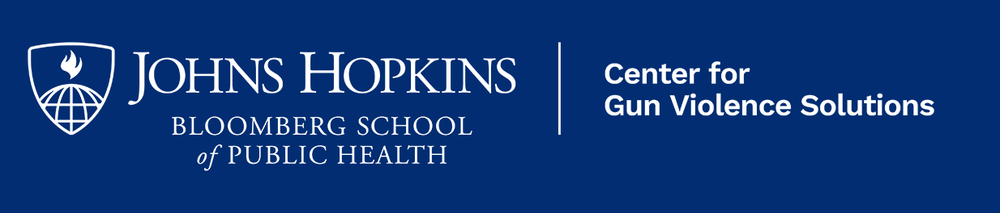 JOHNS HOPKINS
BLOOMBERG SCHOOL
of PUBLIC HEALTH
Center for
Gun Violence Solutions